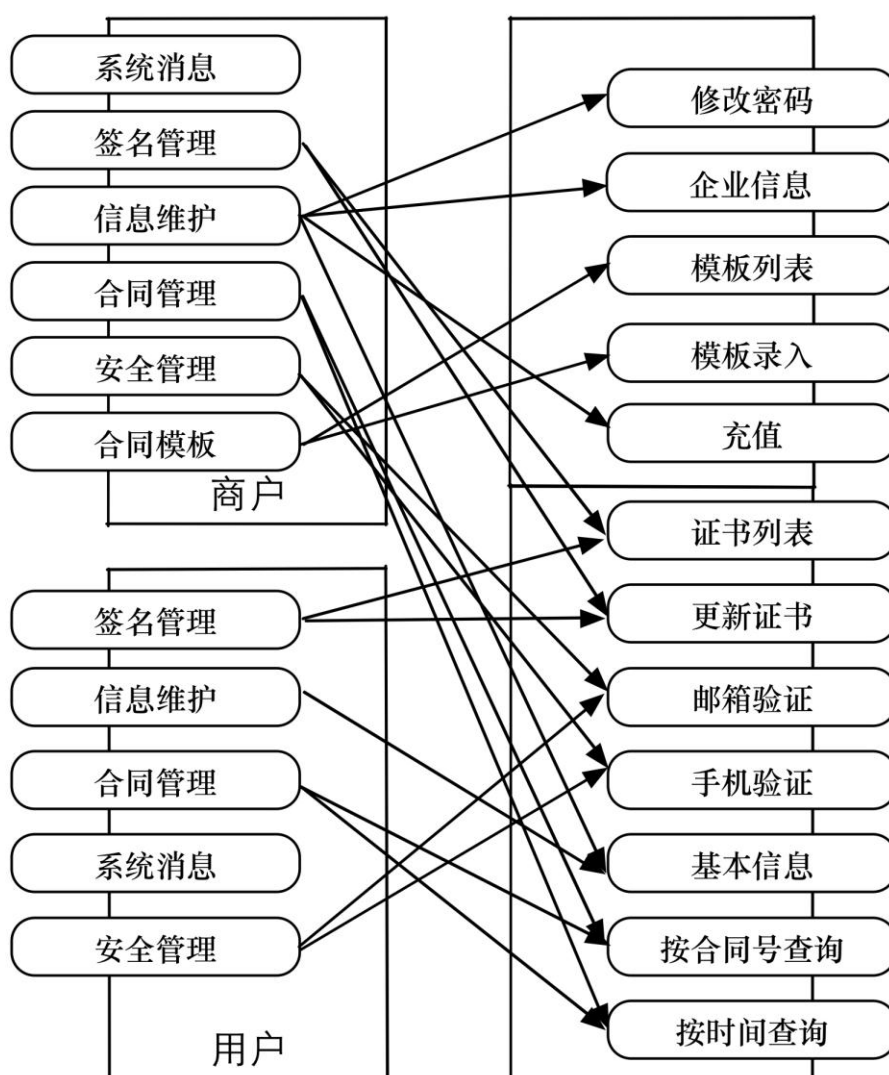 系统消息
签名管理
信息维护
合同管理
安全管理
合同模板
商户
签名管理
信息维护
合同管理
系统消息
安全管理
用户
修改密码
企业信息
模板列表
模板录入
充值
证书列表
更新证书
邮箱验证
手机验证
基本信息
按合同号查询
按时间查询